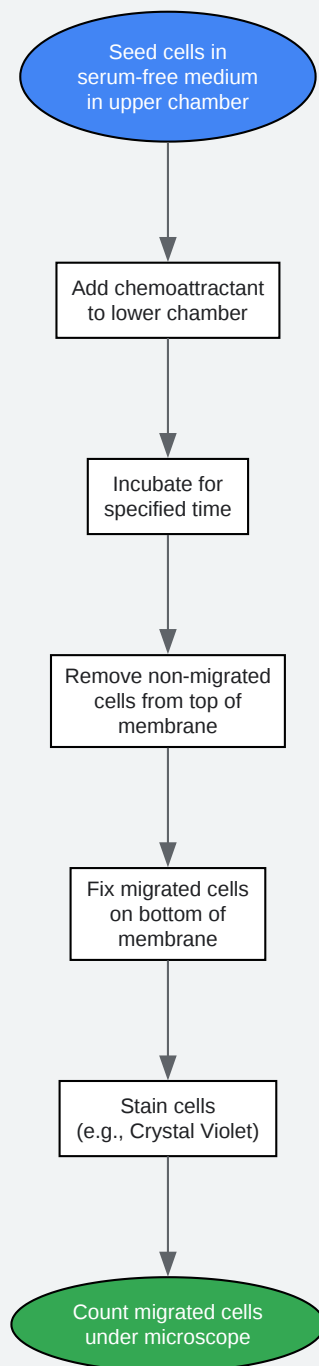 Seed cells in
serum-free medium
in upper chamber
Add chemoattractant
to lower chamber
Incubate for
specified time
Remove non-migrated
cells from top of
membrane
Fix migrated cells
on bottom of
membrane
Stain cells
(e.g., Crystal Violet)
Count migrated cells
under microscope